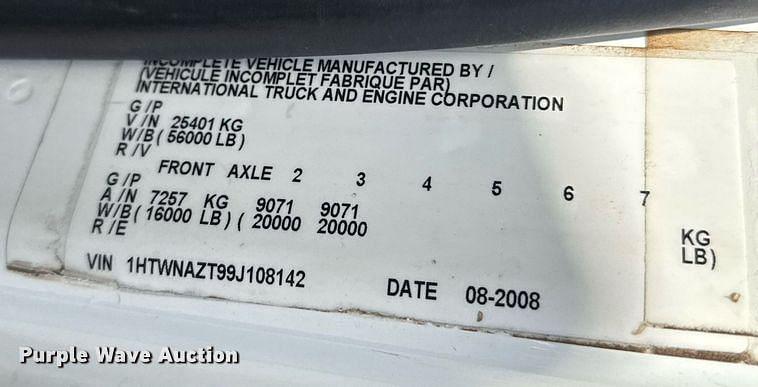 INCOMPLETE VEHICLE MANUFACTURED BY /
(VEHICULE INCOMPLET FABRIQUE PAR)
INTERNATIONAL TRUCK AND ENGINE CORPORATION
G/P
V/N 25401 KG
W/B ( 56000 LB)
R/V
FRONT AXLE 2 3 4 5 6 7
G/P
A/N 7257 KG 9071 9071
W/B( 16000 LB) ( 20000 20000
R/E
KG
LB)
VIN 1HTWNAZT99J108142 DATE 08-2008
Purple Wave Auction